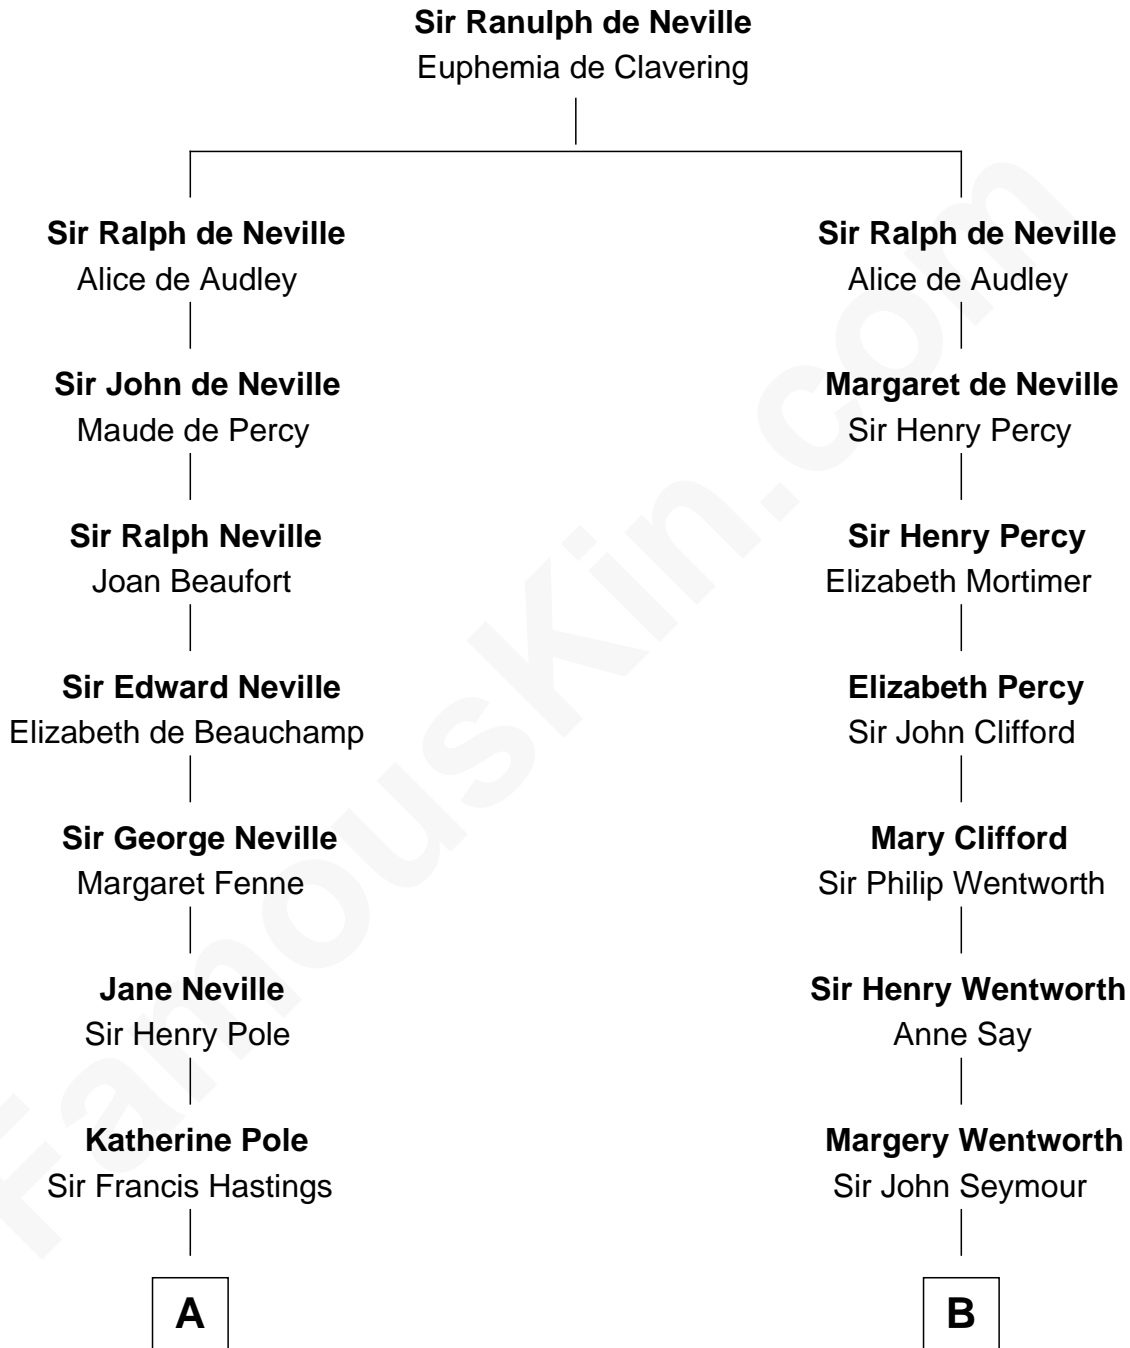 Sir Ranulph de Neville
Euphemia de Clavering
Sir Ralph de Neville
Alice de Audley
Sir John de Neville
Maude de Percy
Sir Ralph Neville
Joan Beaufort
Sir Edward Neville
Elizabeth de Beauchamp
Sir George Neville
Margaret Fenne
Jane Neville
Sir Henry Pole
Katherine Pole
Sir Francis Hastings
A
Sir Ralph de Neville
Alice de Audley
Margaret de Neville
Sir Henry Percy
Sir Henry Percy
Elizabeth Mortimer
Elizabeth Percy
Sir John Clifford
Mary Clifford
Sir Philip Wentworth
Sir Henry Wentworth
Anne Say
Margery Wentworth
Sir John Seymour
B
FamousKin.com